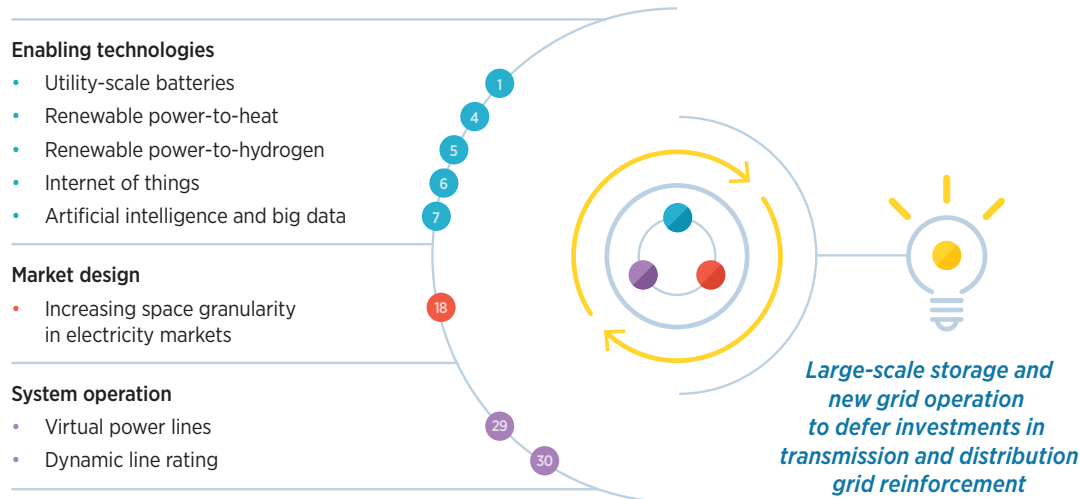 Enabling technologies
• Utility-scale batteries
• Renewable power-to-heat
• Renewable power-to-hydrogen
• Internet of things
• Artificial intelligence and big data
1
4
5
6
7
Market design
• Increasing space granularity
in electricity markets
18
System operation
• Virtual power lines
• Dynamic line rating
29
30
Large-scale storage and
new grid operation
to defer investments in
transmission and distribution
grid reinforcement